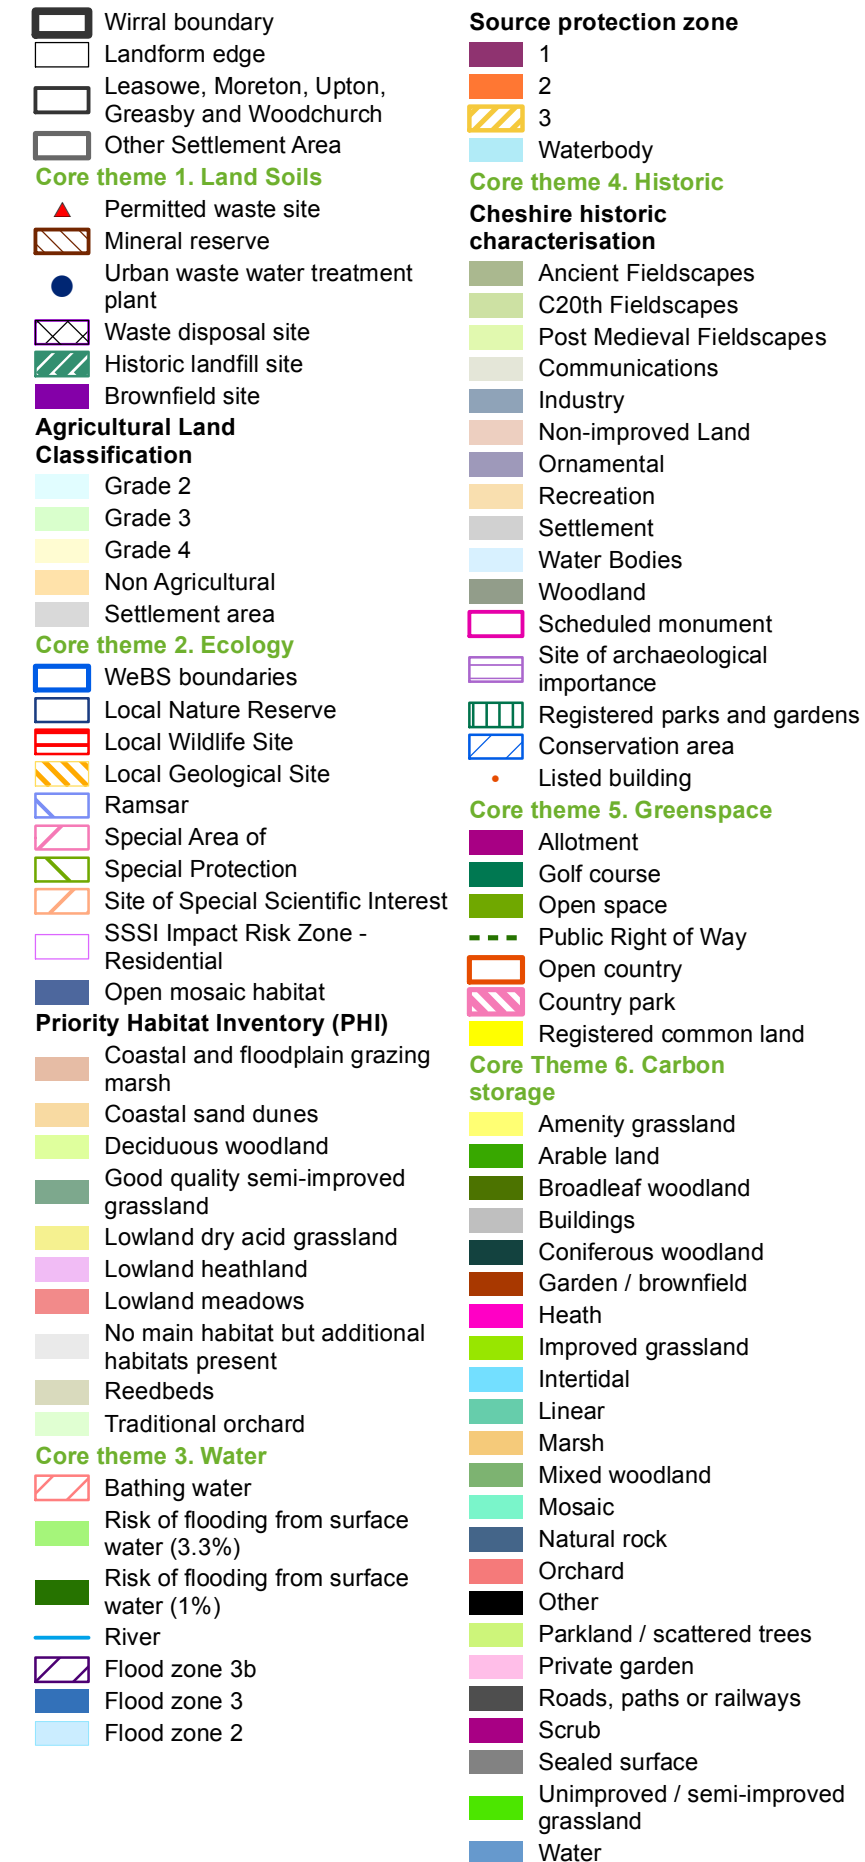 Wirral boundary
Landform edge
Leasowe, Moreton, Upton,
Greasby and Woodchurch
Other Settlement Area
Core theme 1. Land Soils
Permitted waste site
Mineral reserve
Urban waste water treatment
plant
Waste disposal site
Historic landfill site
Brownfield site
Agricultural Land
Classification
Grade 2
Grade 3
Grade 4
Non Agricultural
Settlement area
Core theme 2. Ecology
WeBS boundaries
Local Nature Reserve
Local Wildlife Site
Local Geological Site
Ramsar
Special Area of
Special Protection
Site of Special Scientific Interest
SSSI Impact Risk Zone -
Residential
Open mosaic habitat
Priority Habitat Inventory (PHI)
Coastal and floodplain grazing
marsh
Coastal sand dunes
Deciduous woodland
Good quality semi-improved
grassland
Lowland dry acid grassland
Lowland heathland
Lowland meadows
No main habitat but additional
habitats present
Reedbeds
Traditional orchard
Core theme 3. Water
Bathing water
Risk of flooding from surface
water (3.3%)
Risk of flooding from surface
water (1%)
River
Flood zone 3b
Flood zone 3
Flood zone 2
Source protection zone
1
2
3
Waterbody
Core theme 4. Historic
Cheshire historic
characterisation
Ancient Fieldscapes
C20th Fieldscapes
Post Medieval Fieldscapes
Communications
Industry
Non-improved Land
Ornamental
Recreation
Settlement
Water Bodies
Woodland
Scheduled monument
Site of archaeological
importance
Registered parks and gardens
Conservation area
Listed building
Core theme 5. Greenspace
Allotment
Golf course
Open space
Public Right of Way
Open country
Country park
Registered common land
Core Theme 6. Carbon
storage
Amenity grassland
Arable land
Broadleaf woodland
Buildings
Coniferous woodland
Garden / brownfield
Heath
Improved grassland
Intertidal
Linear
Marsh
Mixed woodland
Mosaic
Natural rock
Orchard
Other
Parkland / scattered trees
Private garden
Roads, paths or railways
Scrub
Sealed surface
Unimproved / semi-improved
grassland
Water